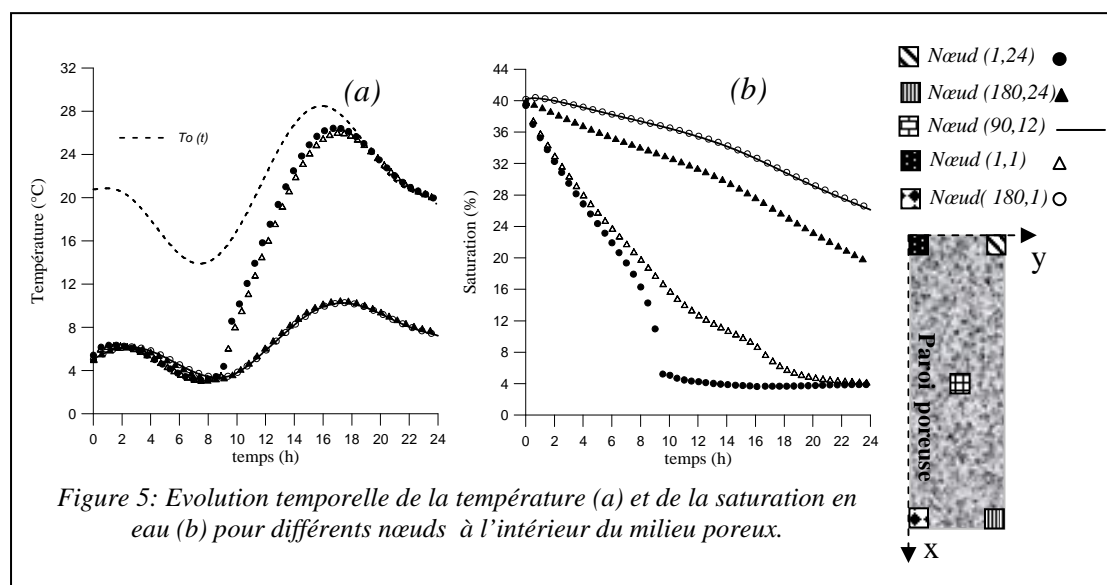 32
28
24
20
16
12
8
4
0
Température (°C)
(a)
To (t)
0 2 4 6 8 10 12 14 16 18 20 22 24
temps (h)
44
40
36
32
28
24
20
16
12
8
4
0
Saturation (%)
(b)
0 2 4 6 8 10 12 14 16 18 20 22 24
temps (h)
Nœud (1,24)
Nœud (180,24)
Nœud (90,12)
Nœud (1,1)
Nœud( 180,1)
y
Paroi poreuse
x
Figure 5: Evolution temporelle de la température (a) et de la saturation en
eau (b) pour différents nœuds à l’intérieur du milieu poreux.